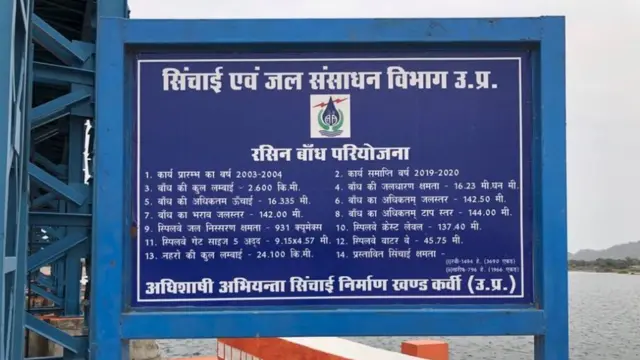 सिंचाई एवं जल संसाधन विभाग उ.प्र.
रसिन बाँध परियोजना
1. कार्य प्रारम्भ का वर्ष 2003-2004
2. कार्य समाप्ति वर्ष 2019-2020
3. बाँध की कुल लम्बाई - 2.600 कि.मी.
4. बाँध की जलधारण क्षमता - 16.23 मी.घन मी.
5. बाँध की अधिकतम ऊँचाई - 16.335 मी.
6. बाँध का अधिकतम् जलस्तर - 142.50 मी.
7. बाँध का भराव जलस्तर - 142.00 मी.
8. बाँध का अधिकतम् टाप स्तर - 144.00 मी.
9. स्पिलवे जल निस्सरण क्षमता - 931 क्यूमेक्स
10. स्पिलवे क्रेस्ट लेवल - 137.40 मी.
11. स्पिलवे गेट साइज 5 अद्द - 9.15x4.57 मी.
12. स्पिलवे वाटर वे - 45.75 मी.
13. नहरो की कुल लम्बाई - 24.100 कि.मी.
14. प्रस्तावित सिंचाई क्षमता -
अधिशाषी अभियन्ता सिंचाई निर्माण खण्ड कर्वी (उ.प्र.)